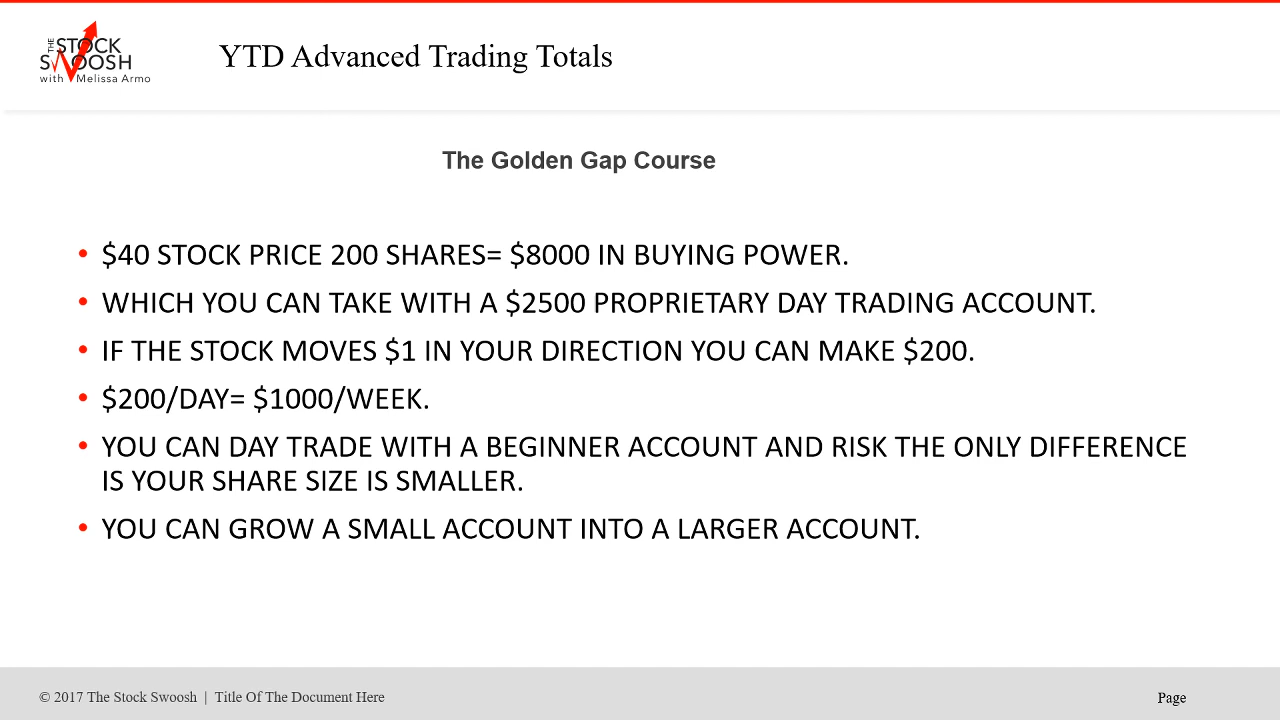 THE STOCK
SWOOSH
with Melissa Armo
YTD Advanced Trading Totals
The Golden Gap Course
• $40 STOCK PRICE 200 SHARES= $8000 IN BUYING POWER.
• WHICH YOU CAN TAKE WITH A $2500 PROPRIETARY DAY TRADING ACCOUNT.
• IF THE STOCK MOVES $1 IN YOUR DIRECTION YOU CAN MAKE $200.
• $200/DAY= $1000/WEEK.
• YOU CAN DAY TRADE WITH A BEGINNER ACCOUNT AND RISK THE ONLY DIFFERENCE
IS YOUR SHARE SIZE IS SMALLER.
• YOU CAN GROW A SMALL ACCOUNT INTO A LARGER ACCOUNT.
© 2017 The Stock Swoosh | Title Of The Document Here
Page